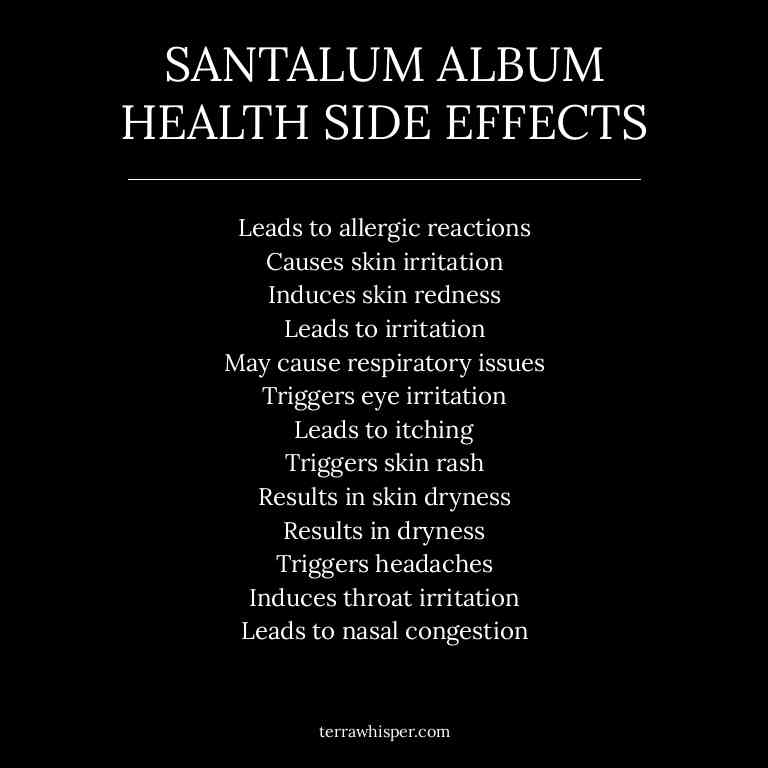 SANTALUM ALBUM
HEALTH SIDE EFFECTS
Leads to allergic reactions
Causes skin irritation
Induces skin redness
Leads to irritation
May cause respiratory issues
Triggers eye irritation
Leads to itching
Triggers skin rash
Results in skin dryness
Results in dryness
Triggers headaches
Induces throat irritation
Leads to nasal congestion
terrawhisper.com